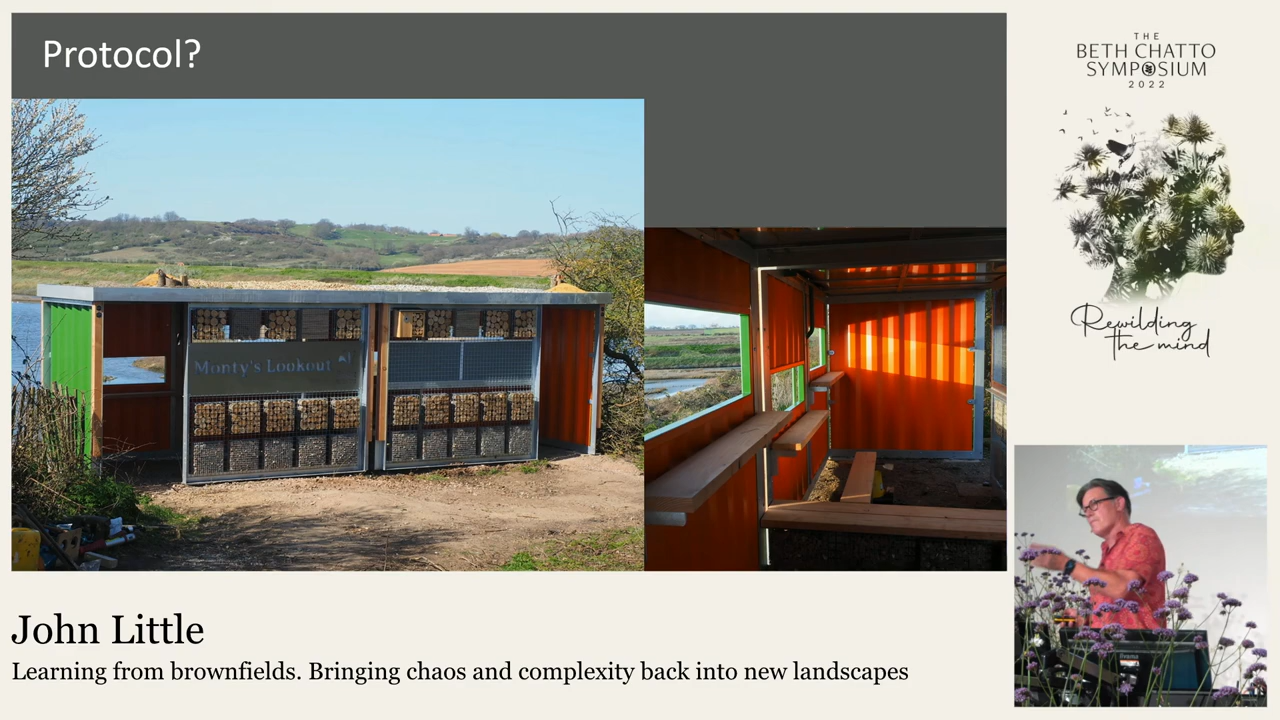 Protocol?
THE
BETH CHATTO
SYMPOSIUM
2022
Monty's Lookout
Rewilding
the mind
John Little
Learning from brownfields. Bringing chaos and complexity back into new landscapes